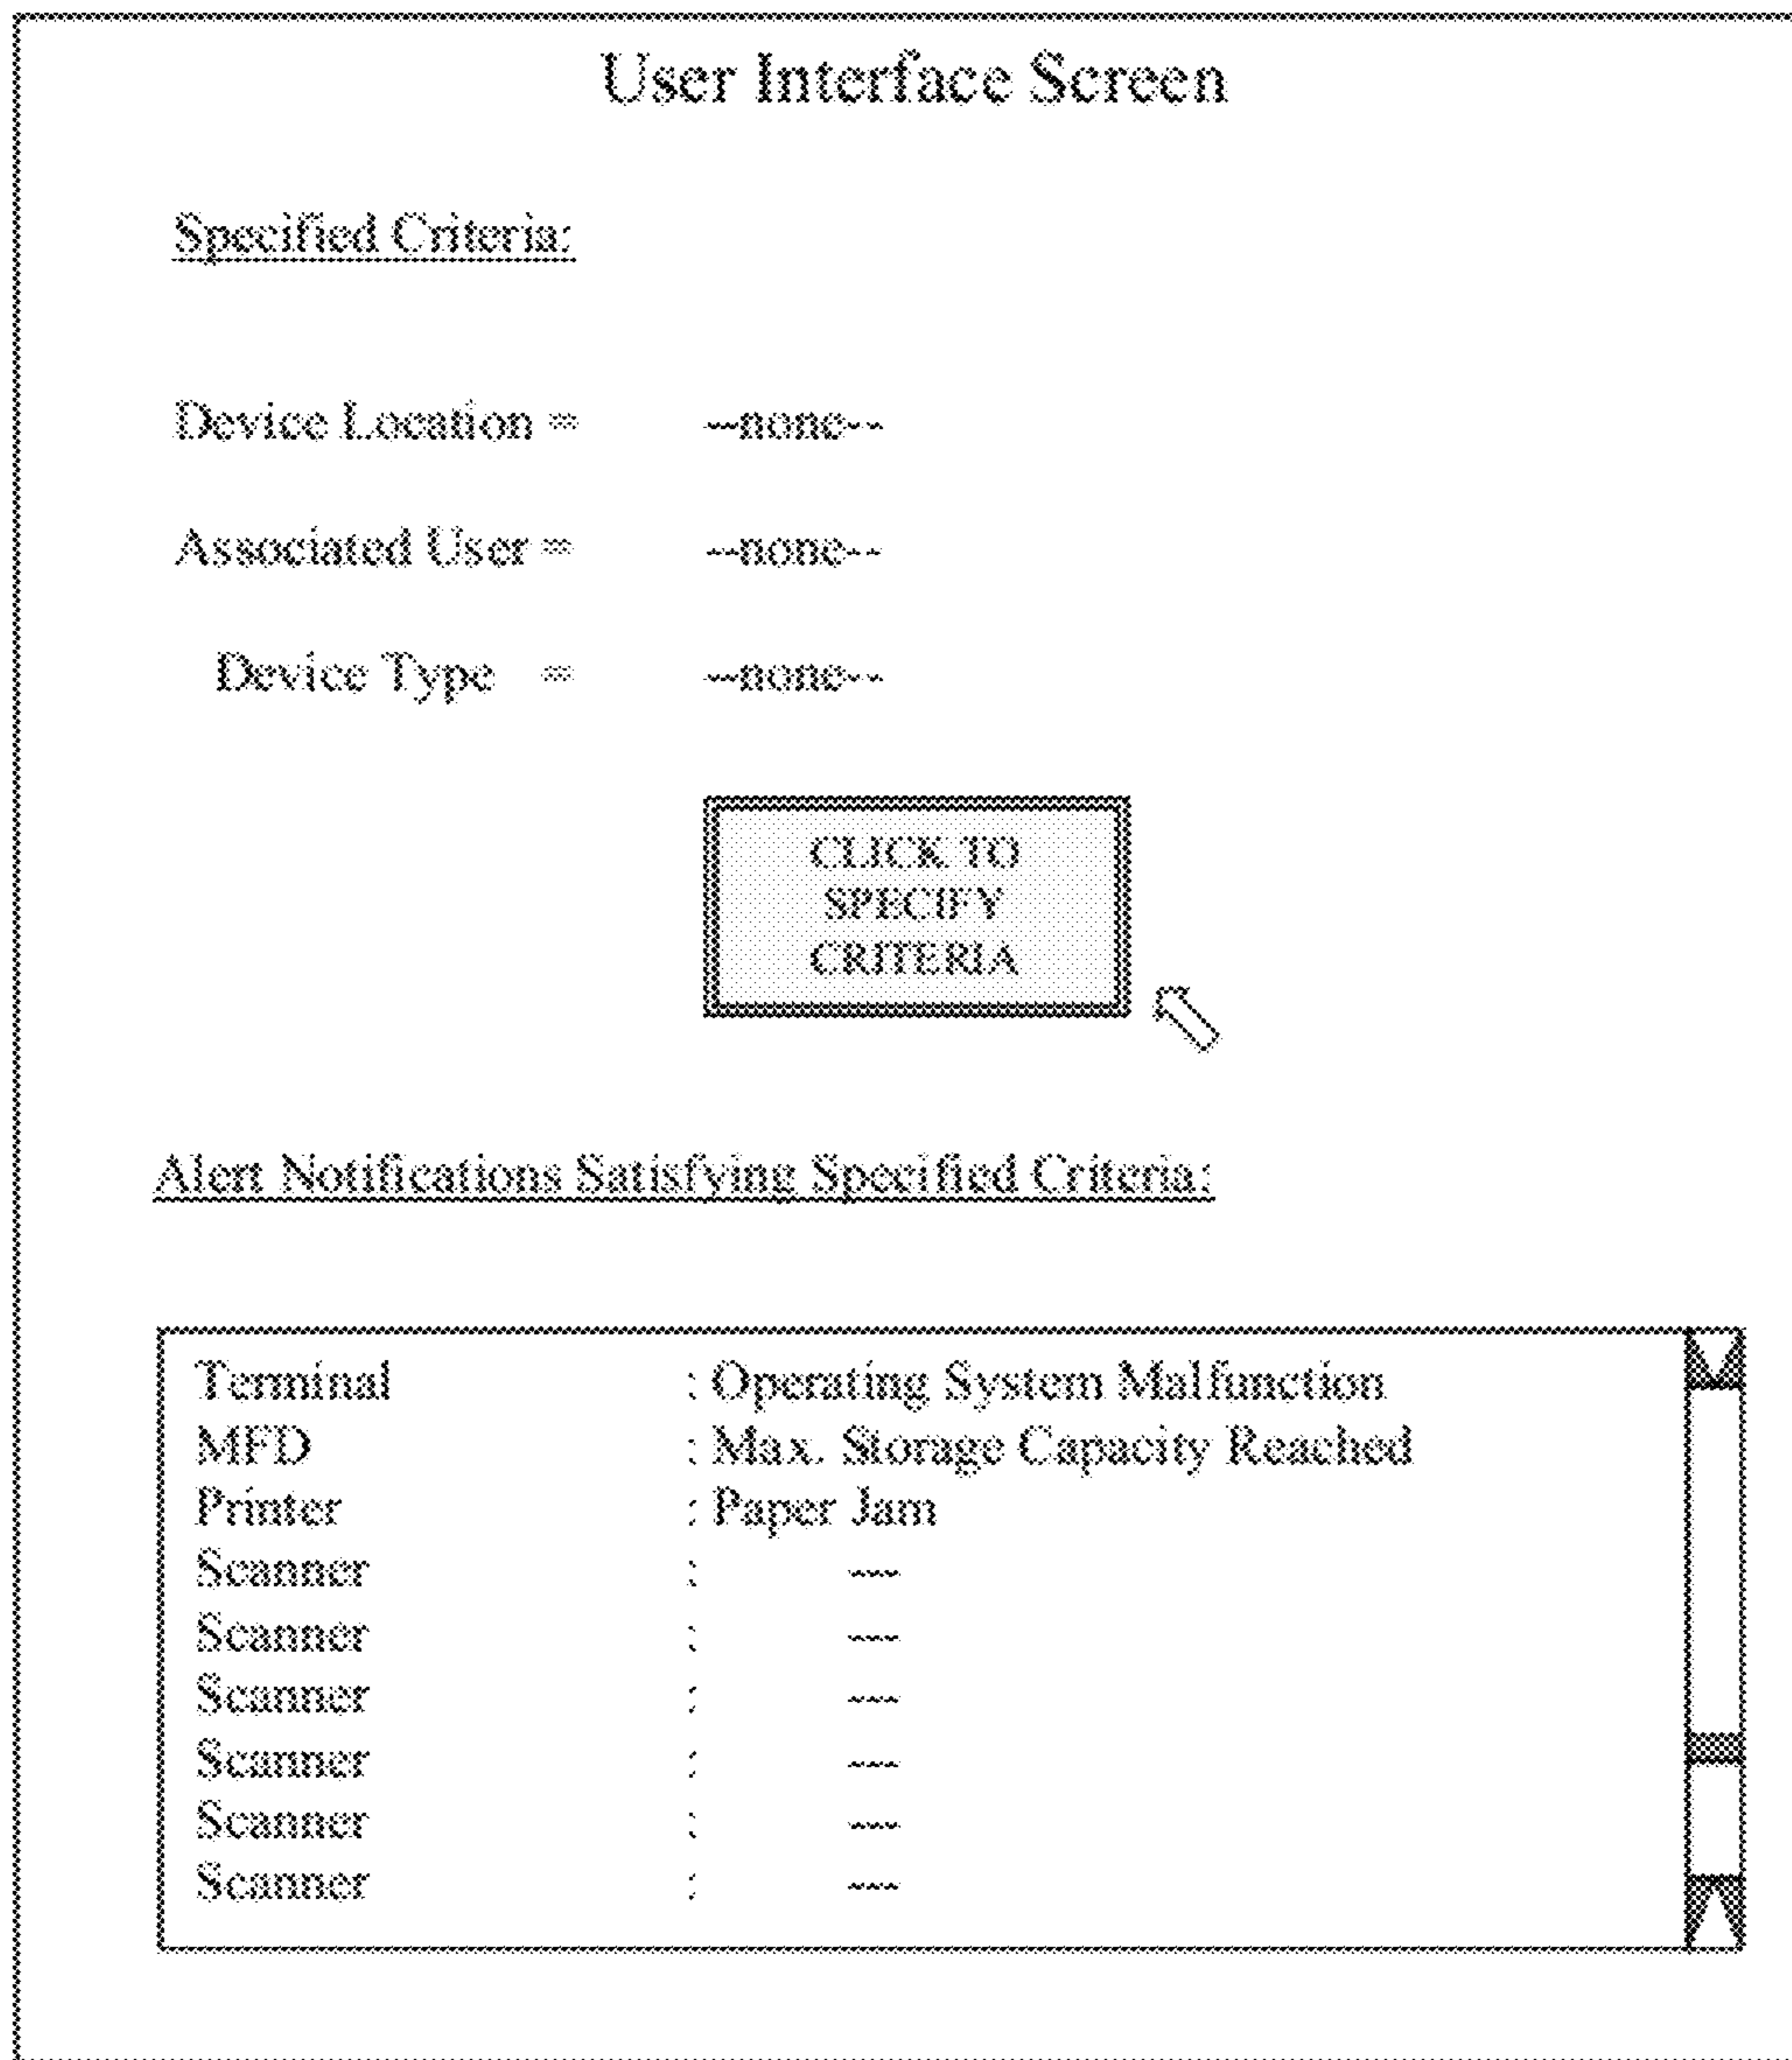 User Interface Screen
Specified Criteria:
Device Location = --none--
Associated User = --none--
Device Type = --none--
CLICK TO
SPECIFY
CRITERIA
Alert Notifications Satisfying Specified Criteria:
Terminal : Operating System Malfunction
MFD : Max. Storage Capacity Reached
Printer : Paper Jam
Scanner : ---
Scanner : ---
Scanner : ---
Scanner : ---
Scanner : ---
Scanner : ---